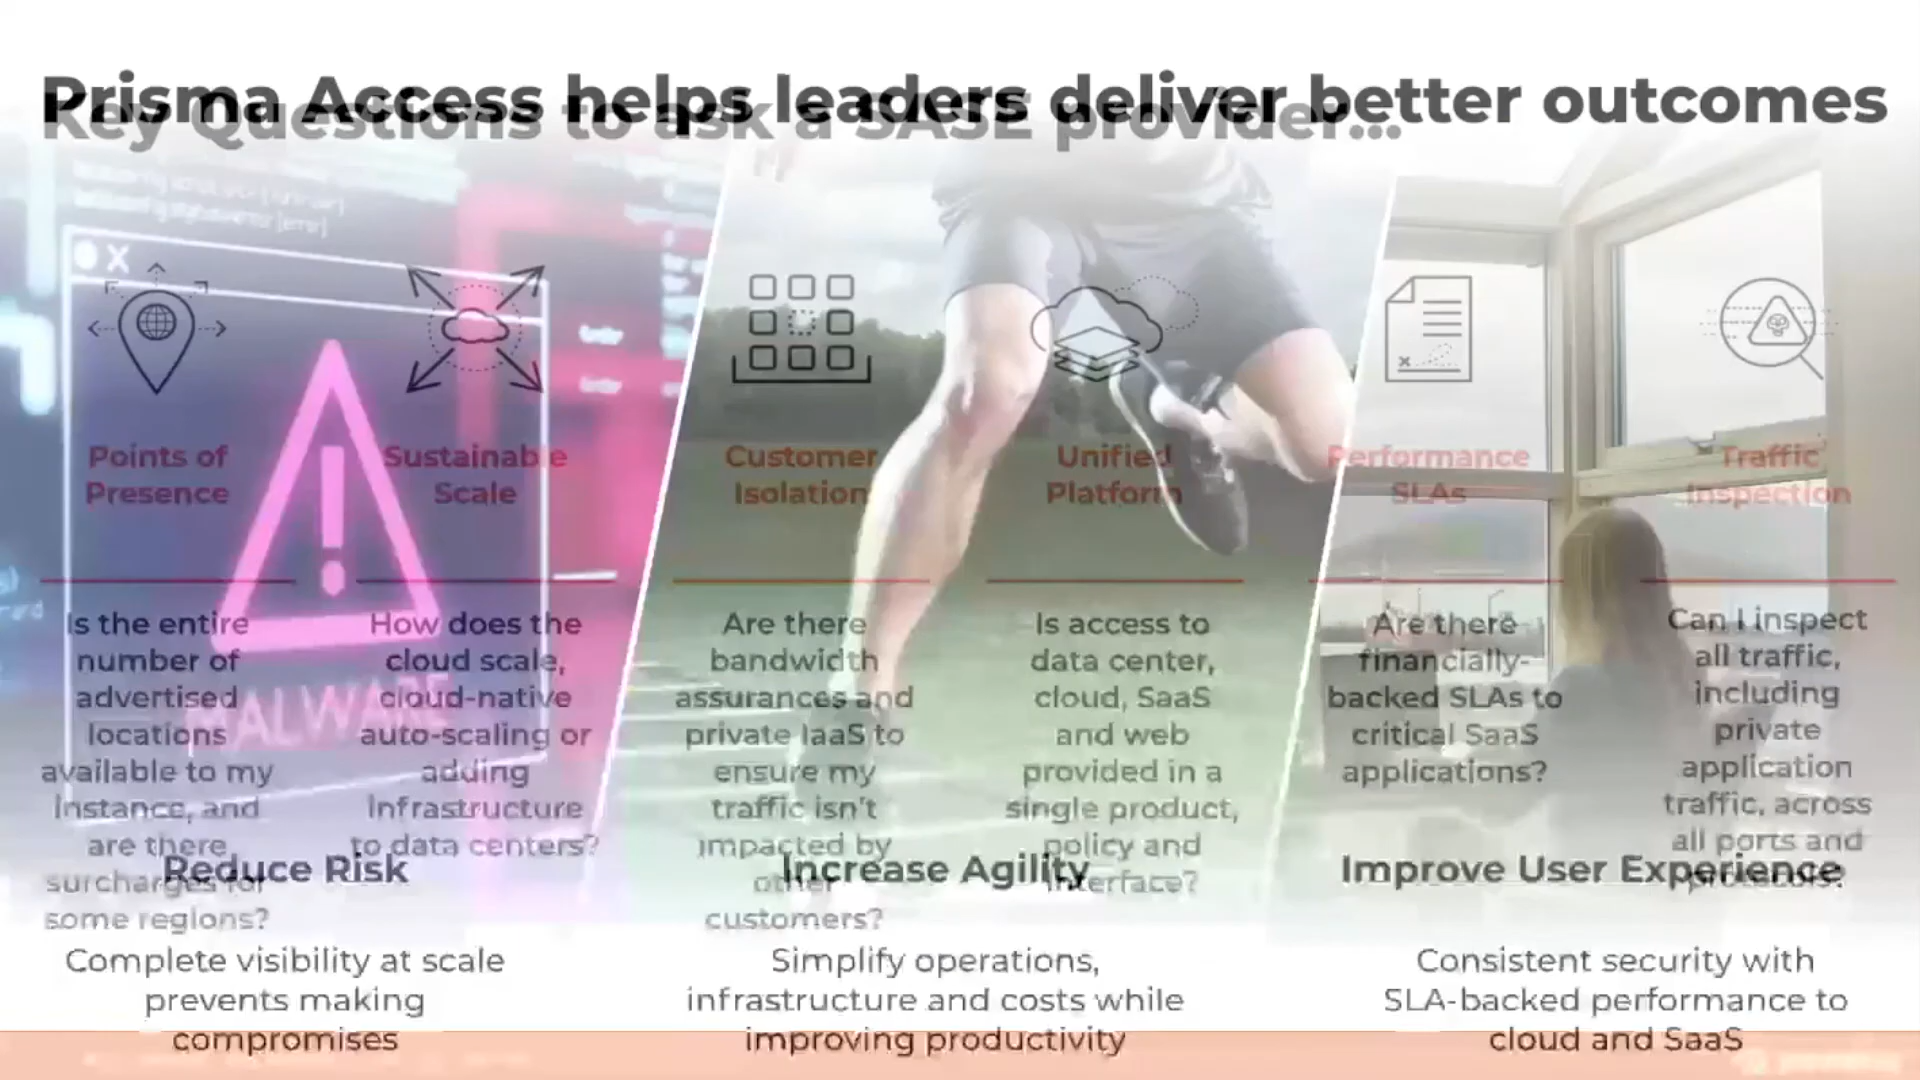 Prisma Access helps leaders deliver better outcomes
Key Questions to ask a SASE provider...
X
[error]
Points of
Presence
Sustainable
Scale
Customer
Isolation
Unified
Platform
Performance
SLAs
Traffic
Inspection
Is the entire
number of
advertised
locations
available to my
instance, and
are there
surcharges for
some regions?
How does the
cloud scale,
cloud-native
auto-scaling or
adding
infrastructure
to data centers?
Are there
bandwidth
assurances and
private IaaS to
ensure my
traffic isn't
impacted by
other
customers?
Is access to
data center,
cloud, SaaS
and web
provided in a
single product,
policy and
interface?
Are there
financially-
backed SLAs to
critical SaaS
applications?
Can I inspect
all traffic,
including
private
application
traffic, across
all ports and
protocols?
MALWARE
Reduce Risk
Complete visibility at scale
prevents making
compromises
Increase Agility
Simplify operations,
infrastructure and costs while
improving productivity
Improve User Experience
Consistent security with
SLA-backed performance to
cloud and SaaS